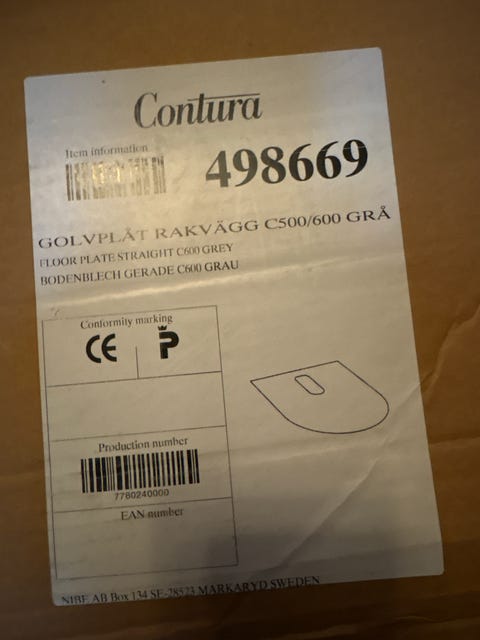 Contura
Item information
498669
GOLVPLÅT RAKVÄGG C500/600 GRÅ
FLOOR PLATE STRAIGHT C600 GREY
BODENBLECH GERADE C600 GRAU
Conformity marking
CE P
Production number
7780240000
EAN number
NIBE AB Box 134 SE-28523 MARKARYD SWEDEN